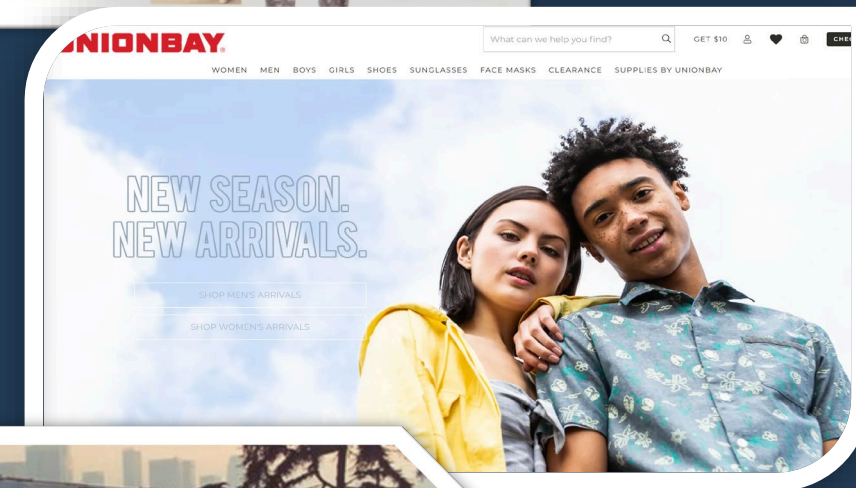 UNIONBAY
What can we help you find?
GET $10
WOMEN MEN BOYS GIRLS SHOES SUNGLASSES FACE MASKS CLEARANCE SUPPLIES BY UNIONBAY
NEW SEASON.
NEW ARRIVALS.
SHOP MEN'S ARRIVALS
SHOP WOMEN'S ARRIVALS